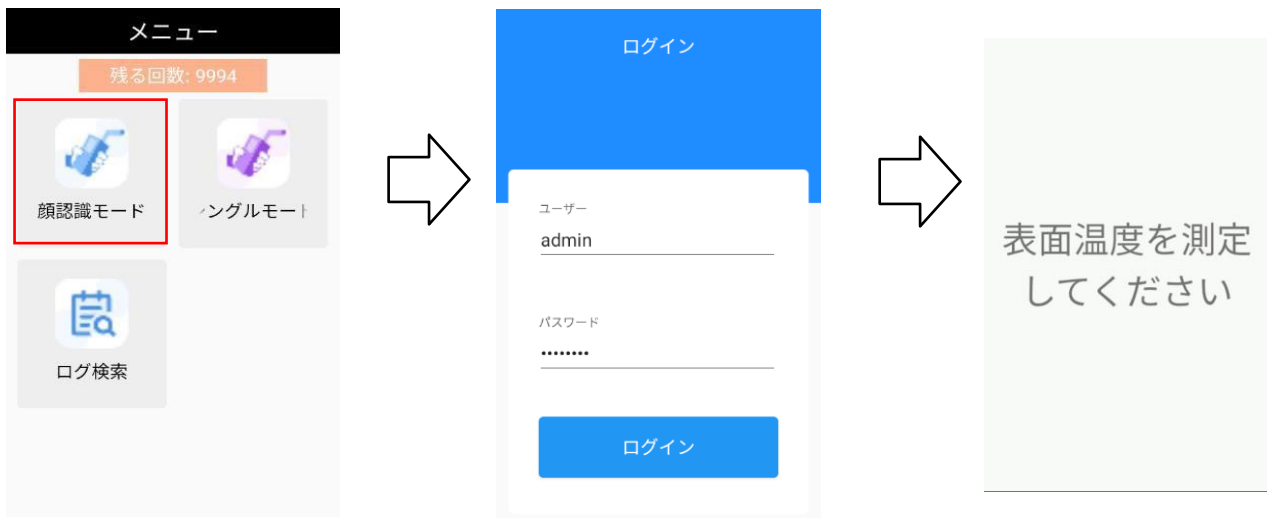 メニュー
残る回数: 9994
顔認識モード
ングルモート
ログ検索
ログイン
ユーザー
admin
パスワード
••••••••
ログイン
表面温度を測定
してください